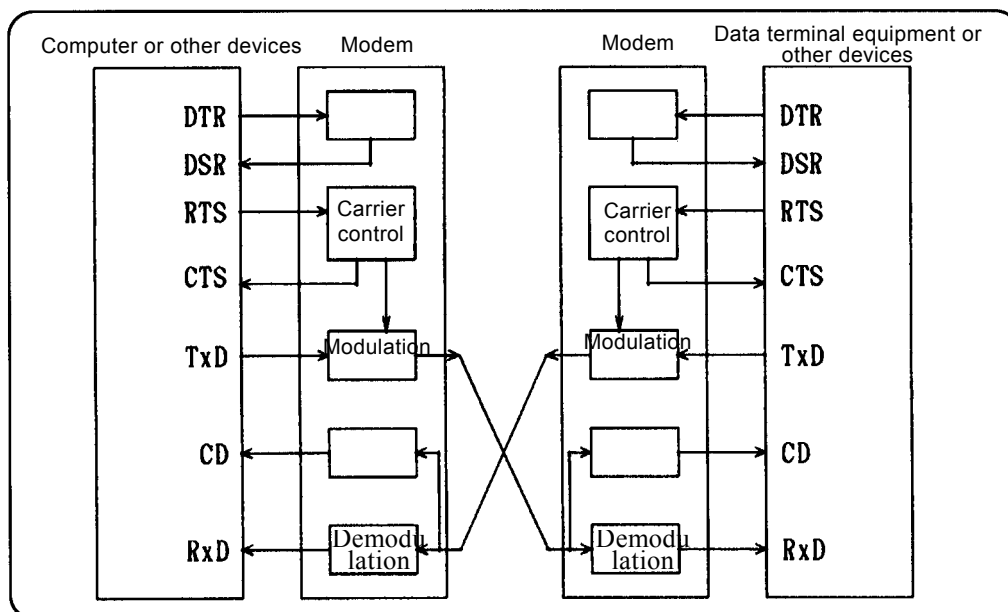 Computer or other devices
Modem
Modem
Data terminal equipment or
other devices
DTR
DSR
RTS
CTS
TxD
CD
RxD
Carrier
control
Modulation
Demodu
lation
Carrier
control
Modulation
Demodu
lation
DTR
DSR
RTS
CTS
TxD
CD
RxD